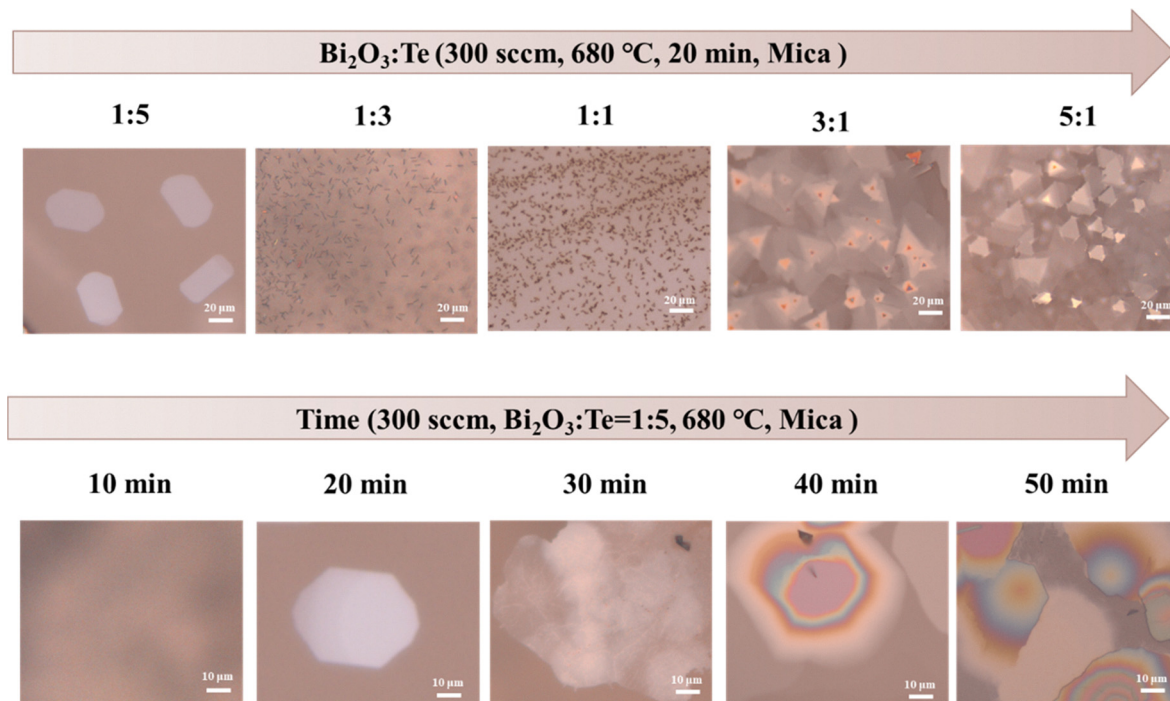 Bi₂O₃:Te (300 sccm, 680 ℃, 20 min, Mica )
1:5 1:3 1:1 3:1 5:1
20 μm 20 μm 20 μm 20 μm 20 μm
Time (300 sccm, Bi₂O₃:Te=1:5, 680 ℃, Mica )
10 min 20 min 30 min 40 min 50 min
10 μm 10 μm 10 μm 10 μm 10 μm